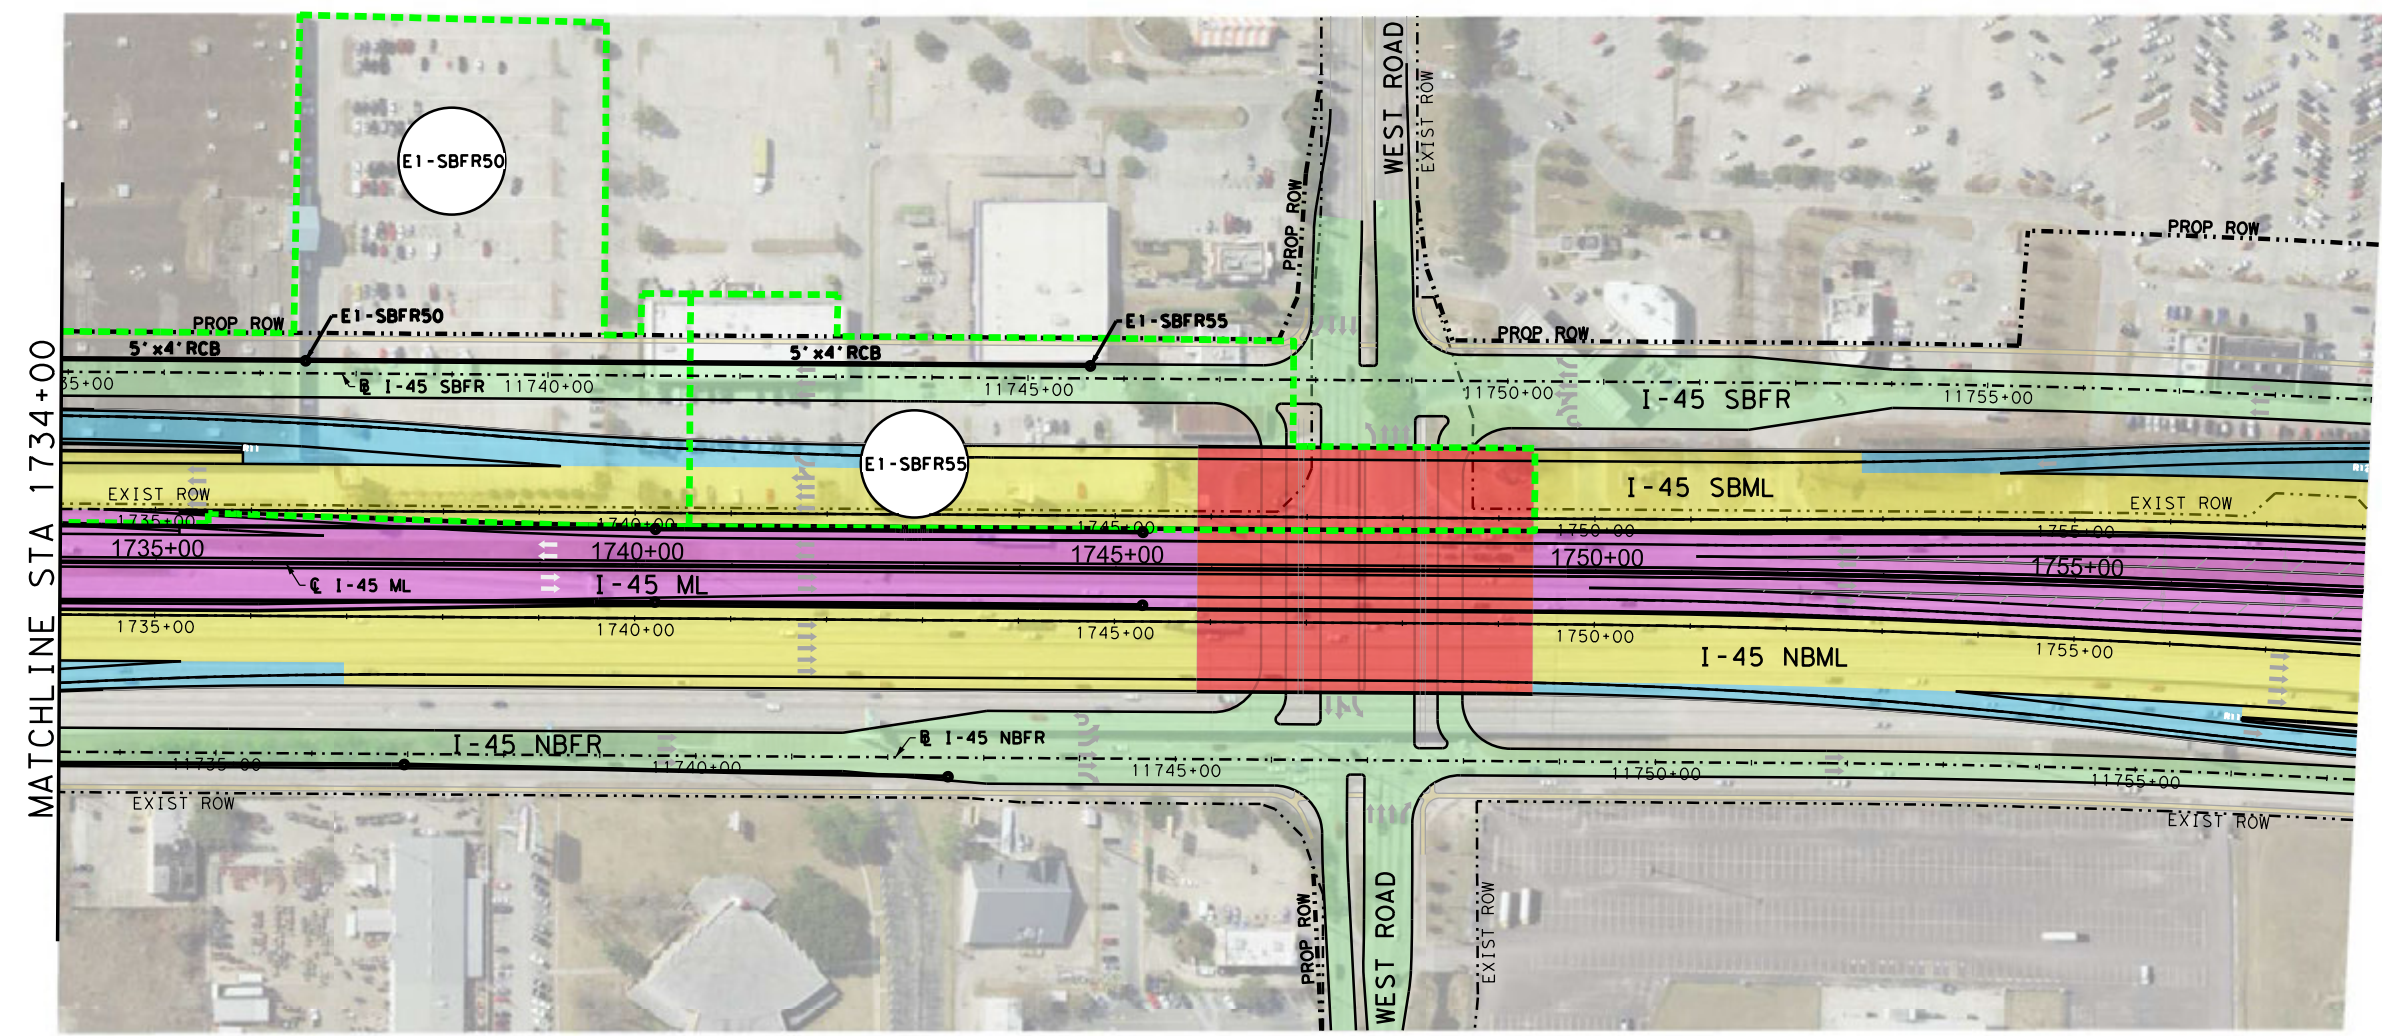 WEST ROAD
EXIST ROW
E1-SBFR50
PROP ROW
PROP ROW
PROP ROW
E1-SBFR50
E1-SBFR55
PROP ROW
5'x4'RCB
5'x4'RCB
35+00
B I-45 SBFR
11740+00
11745+00
11750+00
I-45 SBFR
11755+00
MATCHLINE STA 1734+00
R11
E1-SBFR55
R12
I-45 SBML
EXIST ROW
EXIST ROW
1735+00
1740+00
1745+00
1750+00
1755+00
1735+00
1740+00
1745+00
1750+00
1755+00
C I-45 ML
I-45 ML
1735+00
1740+00
1745+00
1750+00
1755+00
I-45 NBML
I-45 NBFR
B I-45 NBFR
11735+00
11740+00
11745+00
11750+00
11755+00
EXIST ROW
EXIST ROW
PROP ROW
WEST ROAD
EXIST ROW